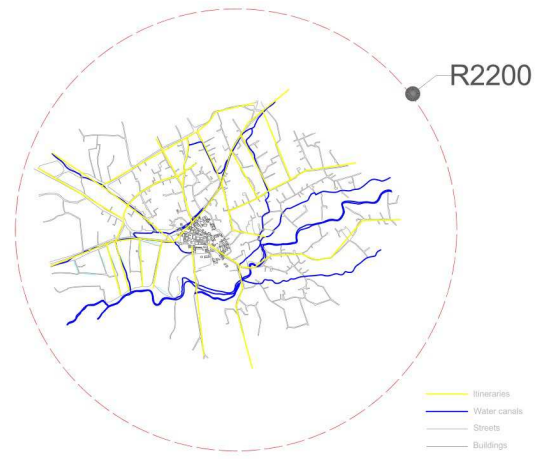 R2200
Itineraries
Water canals
Streets
Buildings